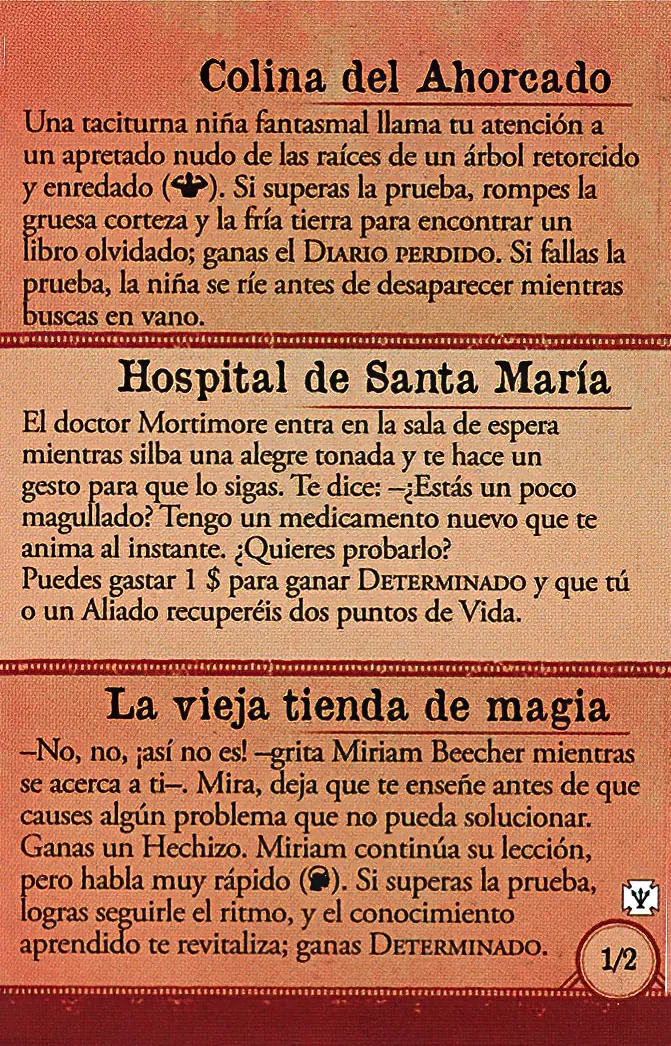 Colina del Ahorcado
Una taciturna niña fantasmal llama tu atención a
un apretado nudo de las raíces de un árbol retorcido
y enredado (). Si superas la prueba, rompes la
gruesa corteza y la fría tierra para encontrar un
libro olvidado; ganas el DIARIO PERDIDO. Si fallas la
prueba, la niña se ríe antes de desaparecer mientras
buscas en vano.
Hospital de Santa María
El doctor Mortimore entra en la sala de espera
mientras silba una alegre tonada y te hace un
gesto para que lo sigas. Te dice: –¿Estás un poco
magullado? Tengo un medicamento nuevo que te
anima al instante. ¿Quieres probarlo?
Puedes gastar 1 $ para ganar DETERMINADO y que tú
o un Aliado recuperéis dos puntos de Vida.
La vieja tienda de magia
–No, no, ¡así no es! –grita Miriam Beecher mientras
se acerca a ti–. Mira, deja que te enseñe antes de que
causes algún problema que no pueda solucionar.
Ganas un Hechizo. Miriam continúa su lección,
pero habla muy rápido (). Si superas la prueba,
logras seguirle el ritmo, y el conocimiento
aprendido te revitaliza; ganas DETERMINADO.
1/2